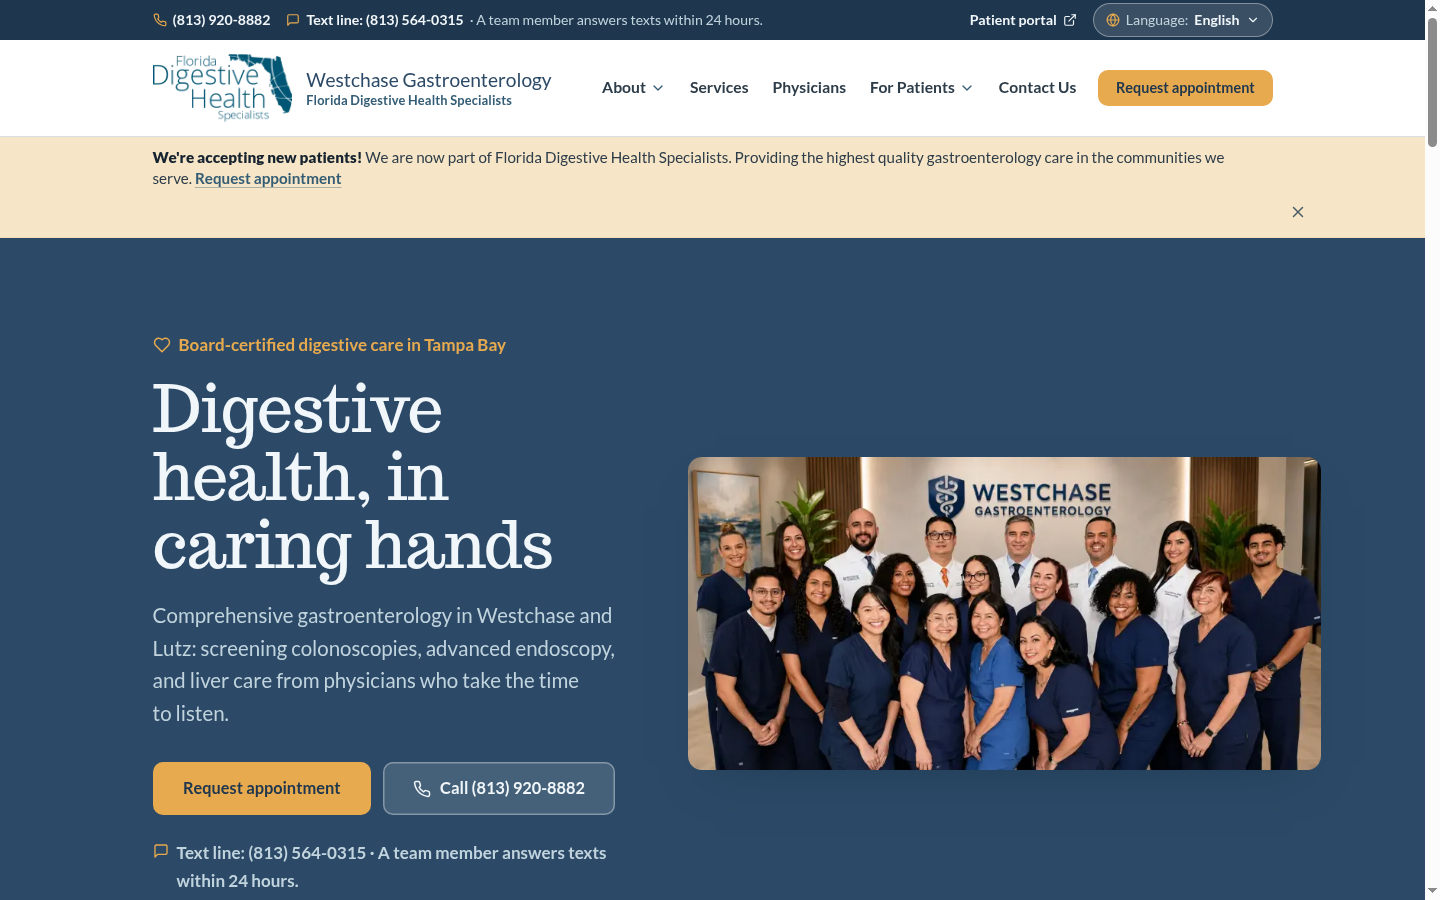 (813) 920-8882 Text line: (813) 564-0315 · A team member answers texts within 24 hours. Patient portal Language: English
Florida
Digestive
Health
Specialists
Westchase Gastroenterology
Florida Digestive Health Specialists
About Services Physicians For Patients Contact Us Request appointment
We're accepting new patients! We are now part of Florida Digestive Health Specialists. Providing the highest quality gastroenterology care in the communities we
serve. Request appointment
Board-certified digestive care in Tampa Bay
Digestive
health, in
caring hands
Comprehensive gastroenterology in Westchase and
Lutz: screening colonoscopies, advanced endoscopy,
and liver care from physicians who take the time
to listen.
Request appointment Call (813) 920-8882
Text line: (813) 564-0315 · A team member answers texts
within 24 hours.
WESTCHASE
GASTROENTEROLOGY